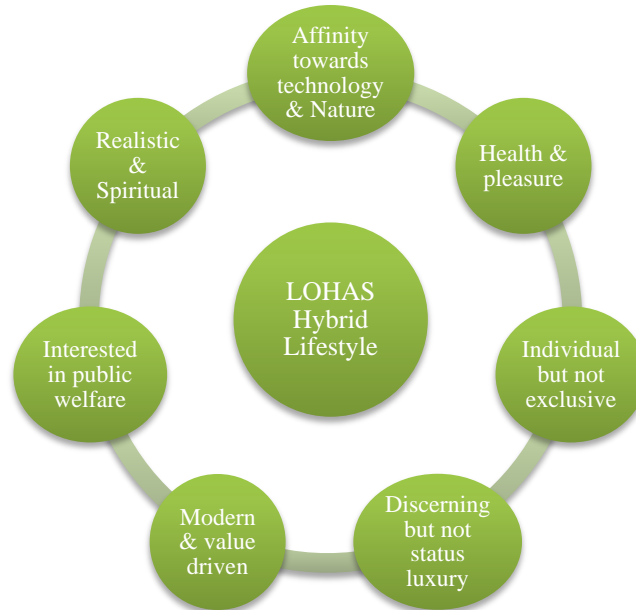 Affinity
towards
technology
& Nature
Health &
pleasure
Individual
but not
exclusive
Discerning
but not
status
luxury
Modern
& value
driven
Interested
in public
welfare
Realistic
&
Spiritual
LOHAS
Hybrid
Lifestyle